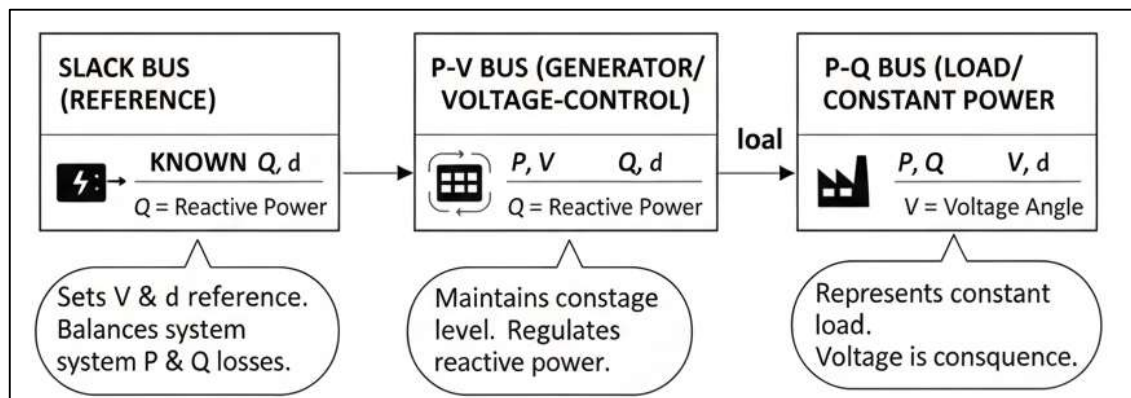 SLACK BUS
(REFERENCE)
KNOWN Q, d
Q = Reactive Power
Sets V & d reference.
Balances system
system P & Q losses.
P-V BUS (GENERATOR/
VOLTAGE-CONTROL)
P, V Q, d
Q = Reactive Power
Maintains constage
level. Regulates
reactive power.
loal
P-Q BUS (LOAD/
CONSTANT POWER
P, Q V, d
V = Voltage Angle
Represents constant
load.
Voltage is consquence.